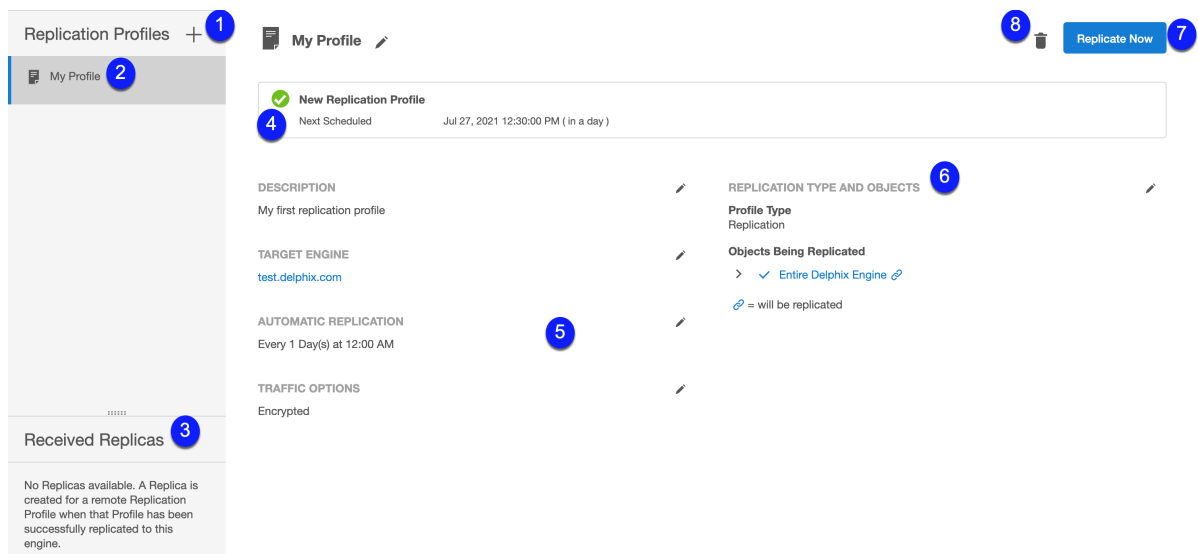 Replication Profiles
1
My Profile
2
Received Replicas
3
No Replicas available. A Replica is
created for a remote Replication
Profile when that Profile has been
successfully replicated to this
engine.
My Profile
8
Replicate Now
7
New Replication Profile
4
Next Scheduled Jul 27, 2021 12:30:00 PM ( in a day )
DESCRIPTION
My first replication profile
TARGET ENGINE
test.delphix.com
AUTOMATIC REPLICATION
Every 1 Day(s) at 12:00 AM
5
TRAFFIC OPTIONS
Encrypted
REPLICATION TYPE AND OBJECTS
6
Profile Type
Replication
Objects Being Replicated
Entire Delphix Engine
= will be replicated